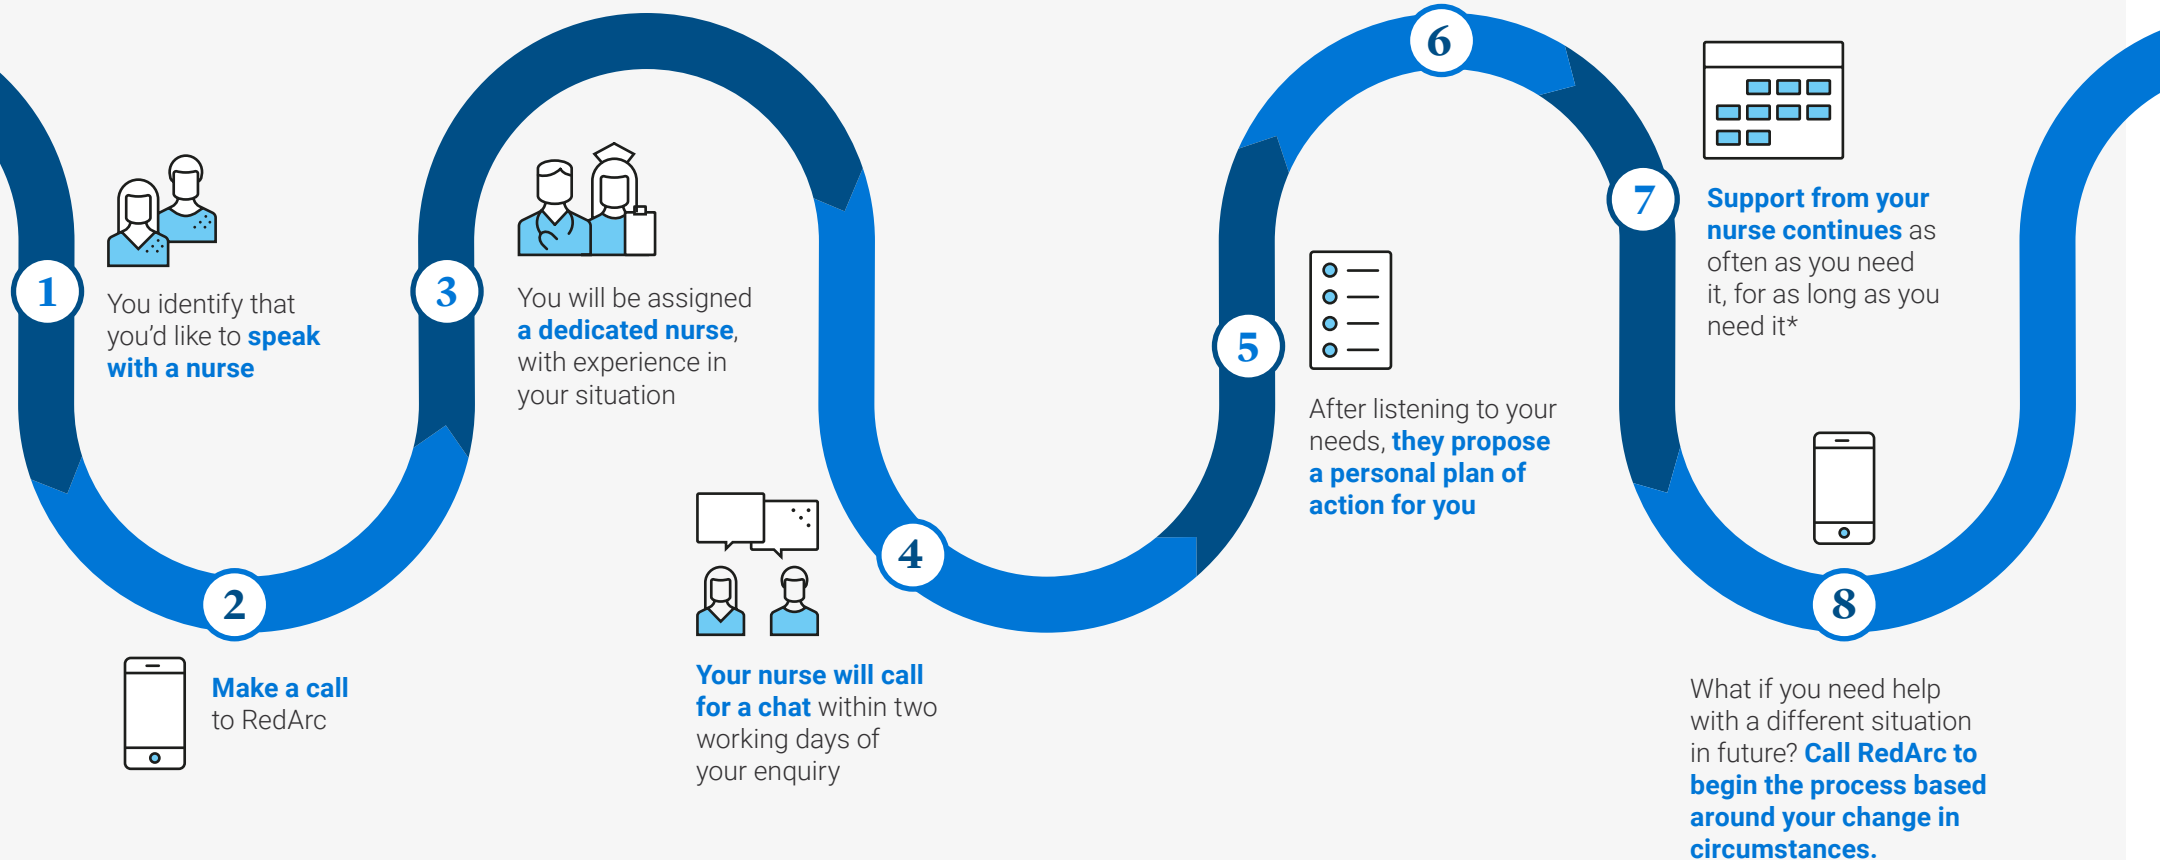 1
You identify that
you'd like to speak
with a nurse
2
Make a call
to RedArc
3
You will be assigned
a dedicated nurse,
with experience in
your situation
4
Your nurse will call
for a chat within two
working days of
your enquiry
5
After listening to your
needs, they propose
a personal plan of
action for you
6
7
Support from your
nurse continues as
often as you need
it, for as long as you
need it*
8
What if you need help
with a different situation
in future? Call RedArc to
begin the process based
around your change in
circumstances.